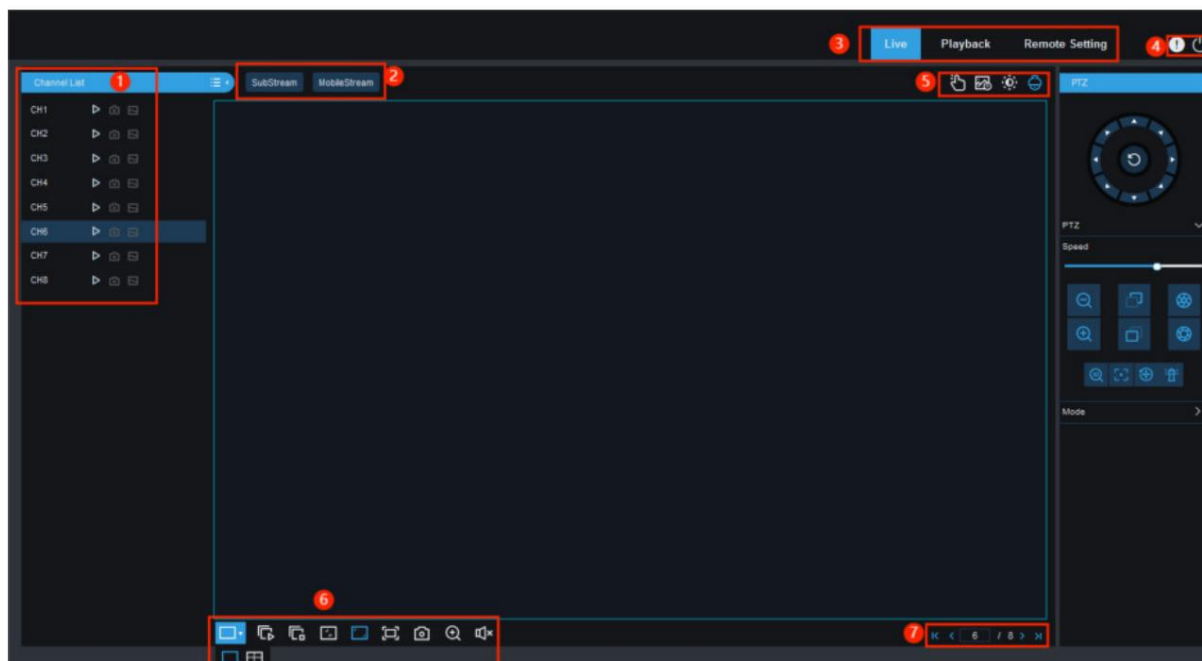 3 Live Playback Remote Setting 4
Channel List 1 SubStream MobileStream 2 5 PTZ
CH1
CH2
CH3
CH4
CH5
CH6
CH7
CH8
PTZ
Speed
Mode
6
7 6 / 8